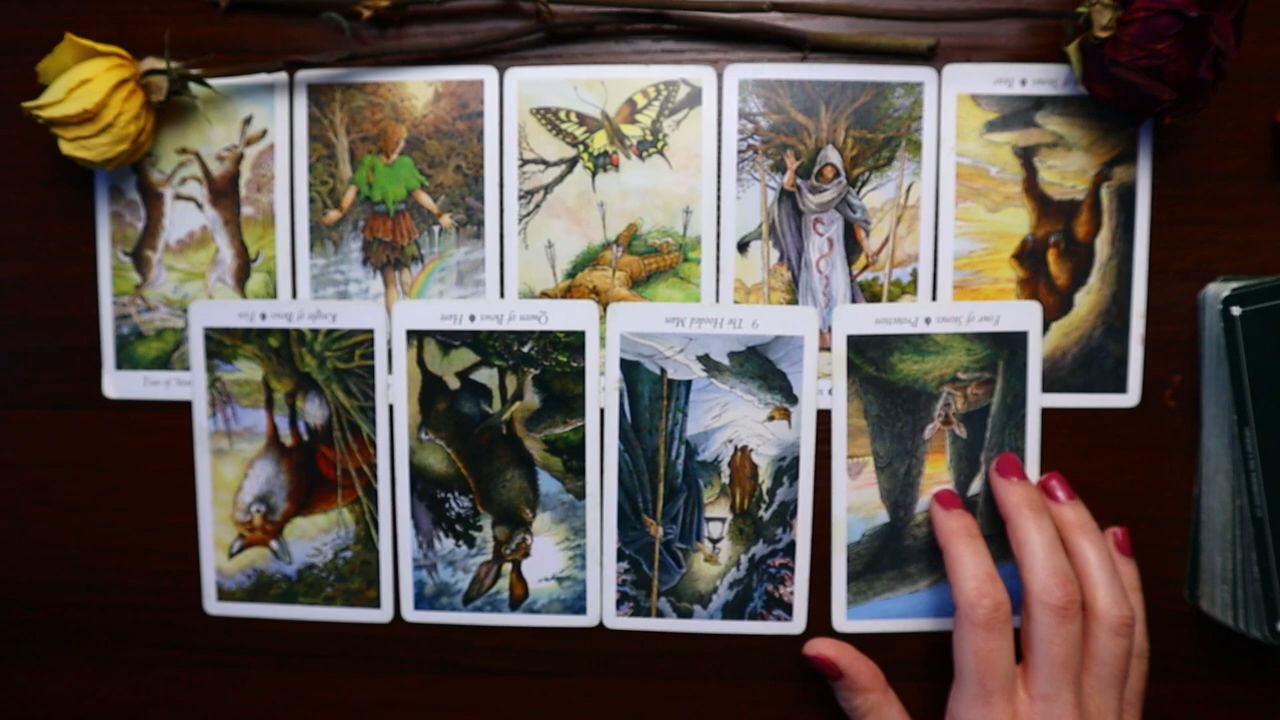 Knight of Bows ♦ Fox
Queen of Bows ♦ Hare
9 The Hooded Man
Four of Stones ♦ Protection